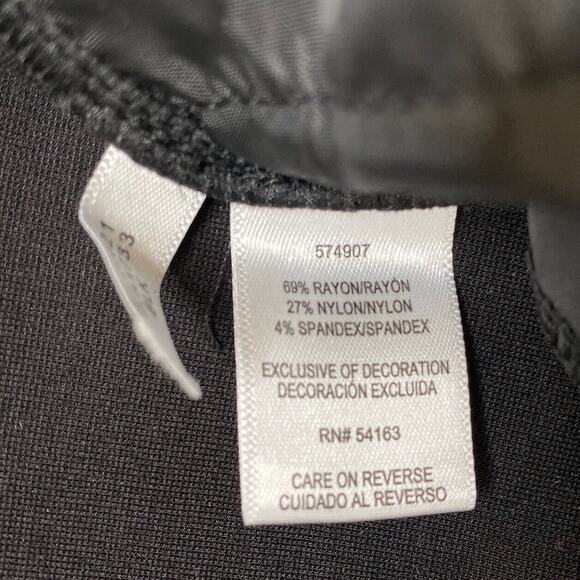 574907
69% RAYON/RAYÓN
27% NYLON/NYLON
4% SPANDEX/SPANDEX
EXCLUSIVE OF DECORATION
DECORACIÓN EXCLUIDA
RN# 54163
CARE ON REVERSE
CUIDADO AL REVERSO